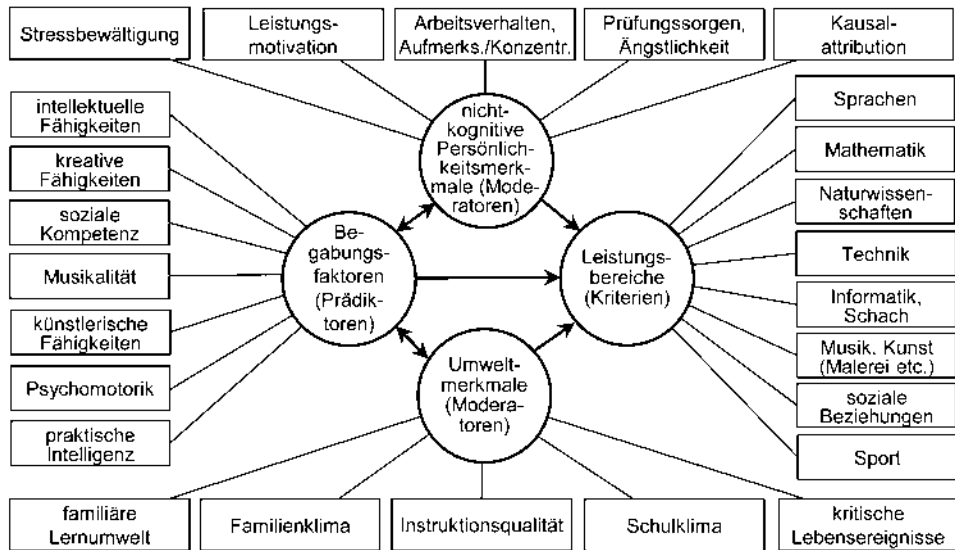 Stressbewältigung
Leistungs-
motivation
Arbeitsverhalten,
Aufmerks./Konzentr.
Prüfungssorgen,
Ängstlichkeit
Kausal-
attribution
intellektuelle
Fähigkeiten
kreative
Fähigkeiten
soziale
Kompetenz
Musikalität
künstlerische
Fähigkeiten
Psychomotorik
praktische
Intelligenz
nicht-
kognitive
Persönlich-
keitsmerk-
male (Mode-
ratoren)
Be-
gabungs-
faktoren
(Prädik-
toren)
Leistungs-
bereiche
(Kriterien)
Umwelt-
merkmale
(Modera-
toren)
Sprachen
Mathematik
Naturwissen-
schaften
Technik
Informatik,
Schach
Musik, Kunst
(Malerei etc.)
soziale
Beziehungen
Sport
familiäre
Lernumwelt
Familienklima
Instruktionsqualität
Schulklima
kritische
Lebensereignisse